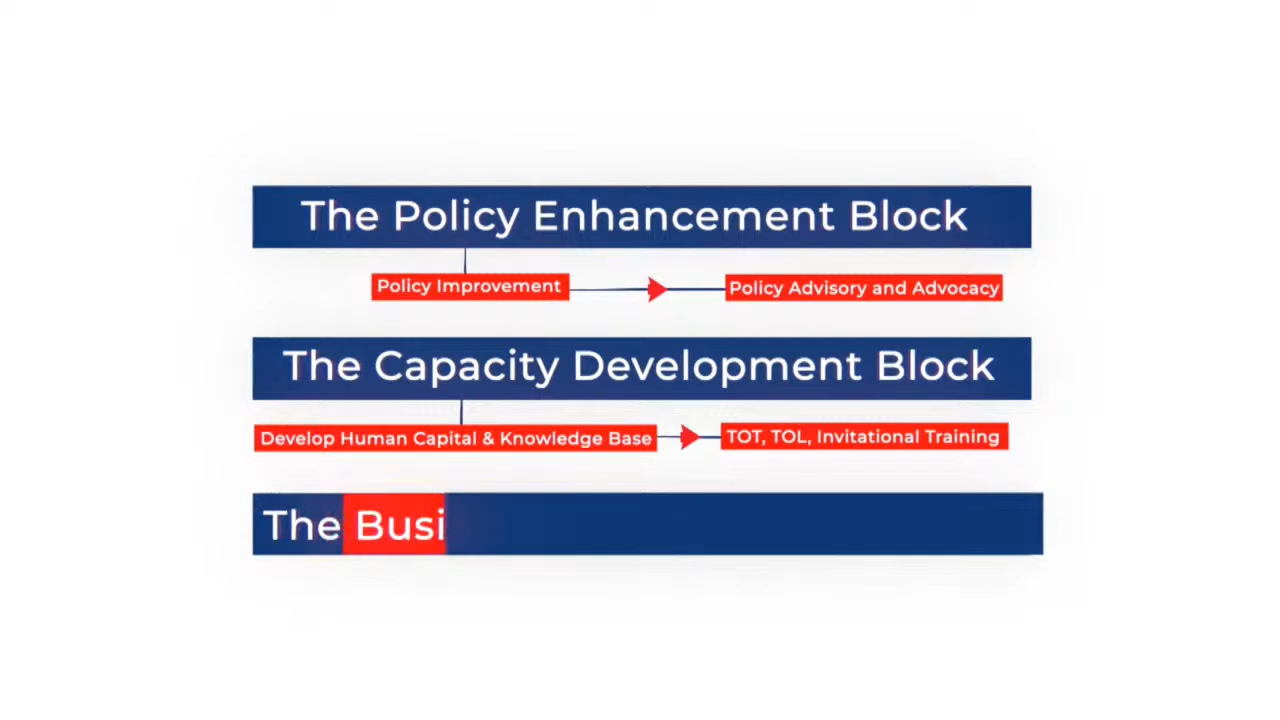 The Policy Enhancement Block
Policy Improvement
Policy Advisory and Advocacy
The Capacity Development Block
Develop Human Capital & Knowledge Base
TOT, TOL, Invitational Training
The Busi